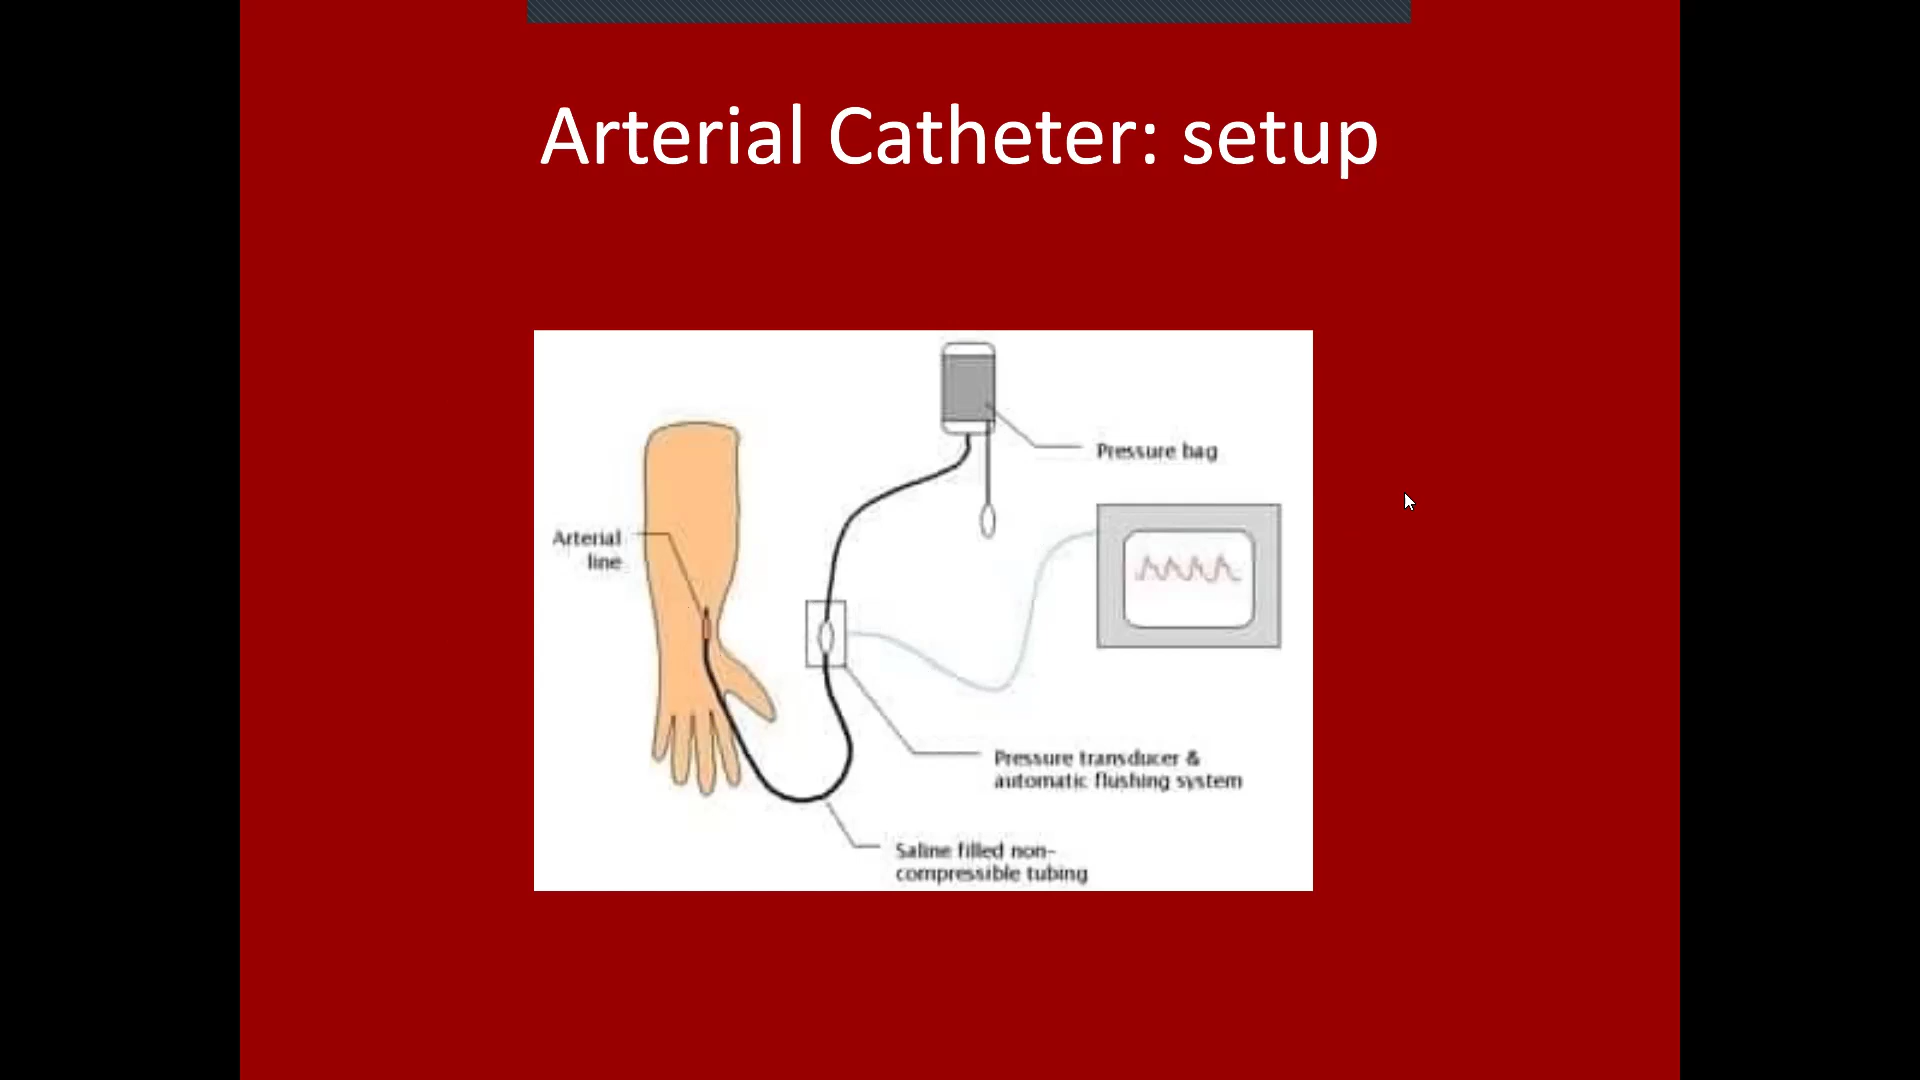 Arterial Catheter: setup
Pressure bag
Arterial
line
Pressure transducer &
automatic flushing system
Saline filled non-
compressible tubing